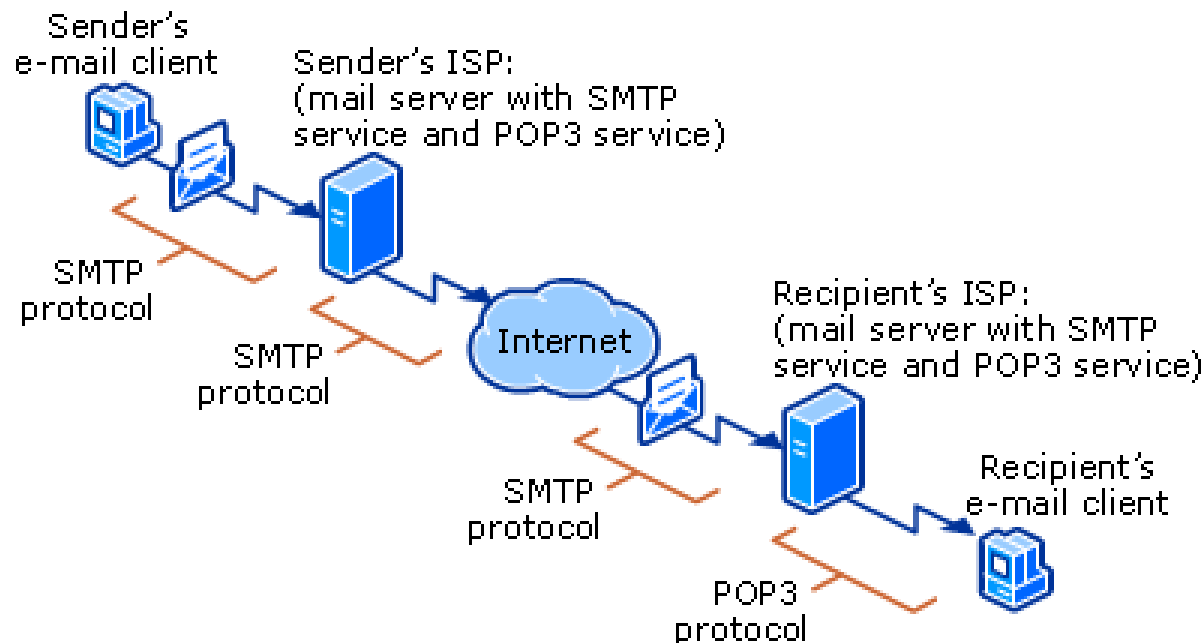 Sender's
e-mail client
Sender's ISP:
(mail server with SMTP
service and POP3 service)
SMTP
protocol
SMTP
protocol
Internet
Recipient's ISP:
(mail server with SMTP
service and POP3 service)
SMTP
protocol
Recipient's
e-mail client
POP3
protocol